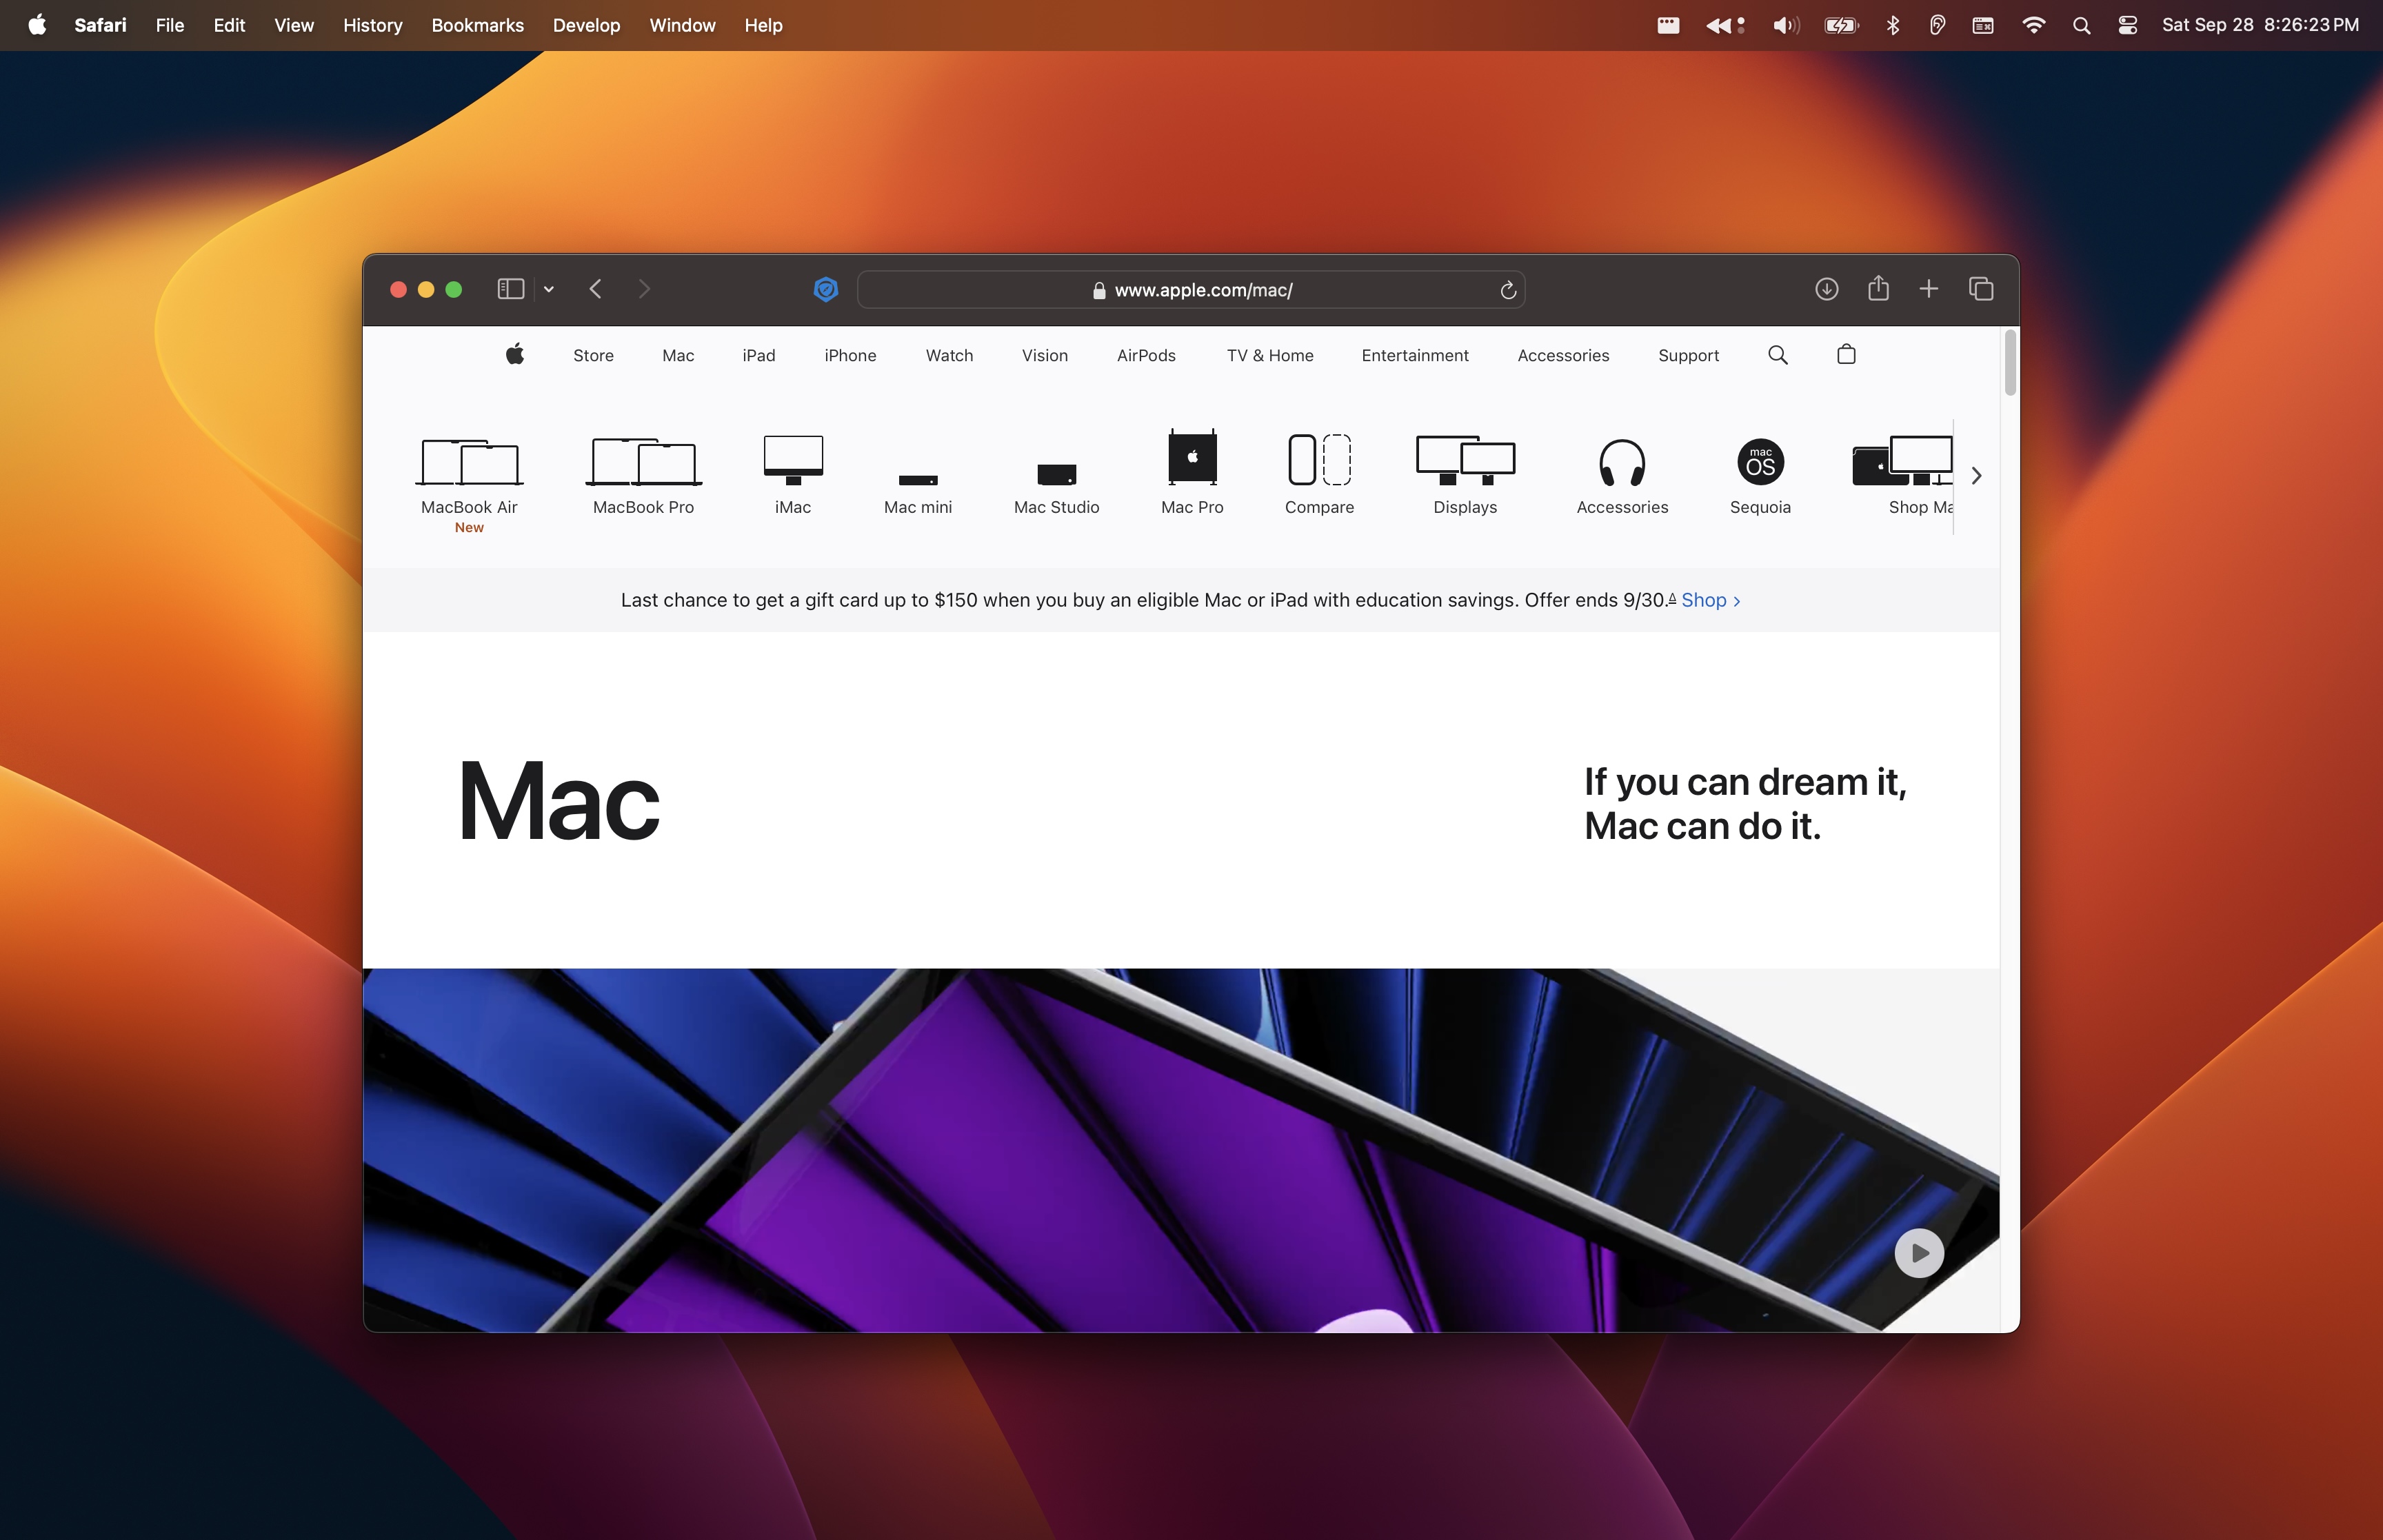 Safari File Edit View History Bookmarks Develop Window Help Sat Sep 28 8:26:23 PM
www.apple.com/mac/
Store Mac iPad iPhone Watch Vision AirPods TV & Home Entertainment Accessories Support
mac
OS
MacBook Air MacBook Pro iMac Mac mini Mac Studio Mac Pro Compare Displays Accessories Sequoia Shop Ma
New
Last chance to get a gift card up to $150 when you buy an eligible Mac or iPad with education savings. Offer ends 9/30.Δ Shop >
Mac
If you can dream it,
Mac can do it.